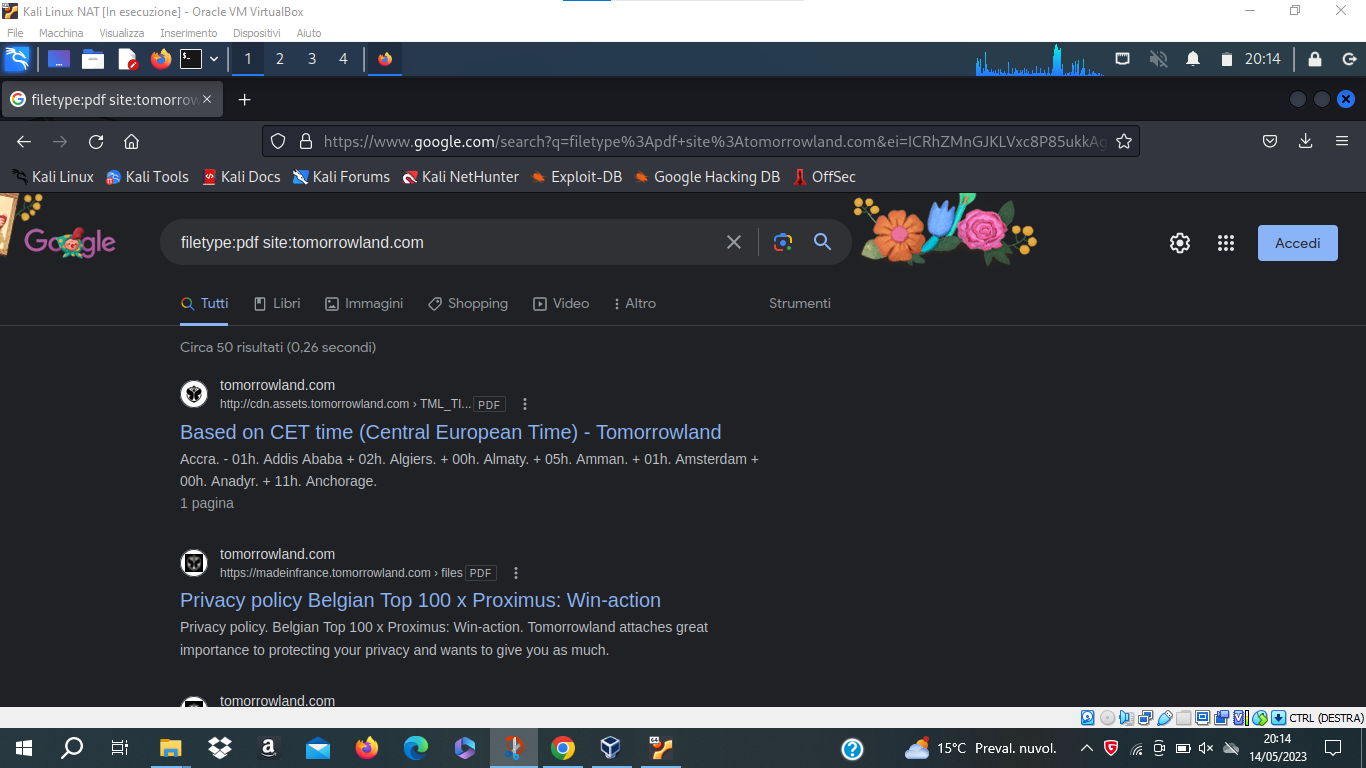 Kali Linux NAT [In esecuzione] - Oracle VM VirtualBox
File Macchina Visualizza Inserimento Dispositivi Aiuto
1 2 3 4 20:14
filetype:pdf site:tomorrow
https://www.google.com/search?q=filetype%3Apdf+site%3Atomorrowland.com&ei=ICRhZMnGJKLVxc8P85ukkAg
Kali Linux Kali Tools Kali Docs Kali Forums Kali NetHunter Exploit-DB Google Hacking DB OffSec
Google filetype:pdf site:tomorrowland.com Accedi
Tutti Libri Immagini Shopping Video Altro Strumenti
Circa 50 risultati (0,26 secondi)
tomorrowland.com
http://cdn.assets.tomorrowland.com › TML_TI... PDF
Based on CET time (Central European Time) - Tomorrowland
Accra. - 01h. Addis Ababa + 02h. Algiers. + 00h. Almaty. + 05h. Amman. + 01h. Amsterdam +
00h. Anadyr. + 11h. Anchorage.
1 pagina
tomorrowland.com
https://madeinfrance.tomorrowland.com › files PDF
Privacy policy Belgian Top 100 x Proximus: Win-action
Privacy policy. Belgian Top 100 x Proximus: Win-action. Tomorrowland attaches great
importance to protecting your privacy and wants to give you as much.
tomorrowland.com
CTRL (DESTRA)
15°C Preval. nuvol.
20:14
14/05/2023